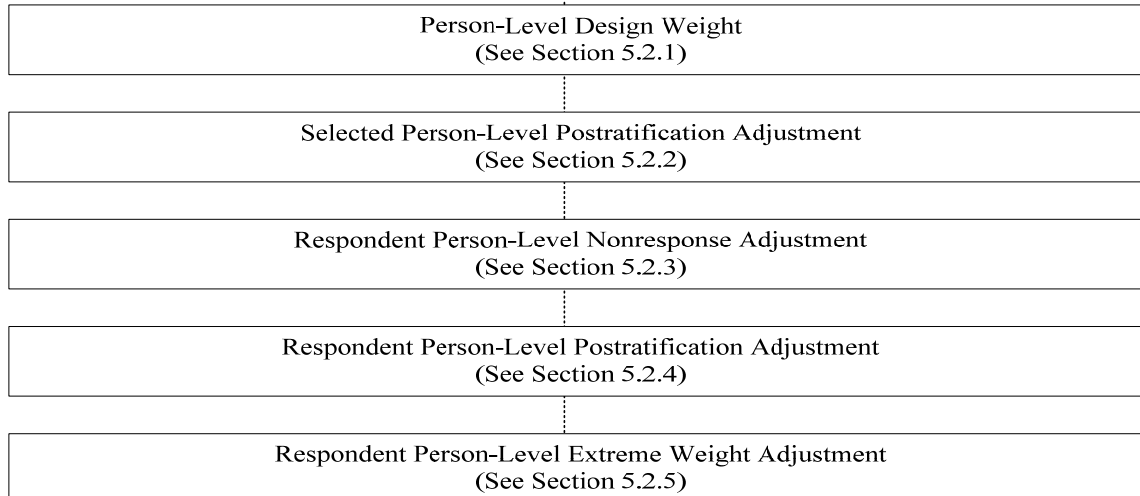 Person-Level Design Weight
(See Section 5.2.1)
Selected Person-Level Postratification Adjustment
(See Section 5.2.2)
Respondent Person-Level Nonresponse Adjustment
(See Section 5.2.3)
Respondent Person-Level Postratification Adjustment
(See Section 5.2.4)
Respondent Person-Level Extreme Weight Adjustment
(See Section 5.2.5)